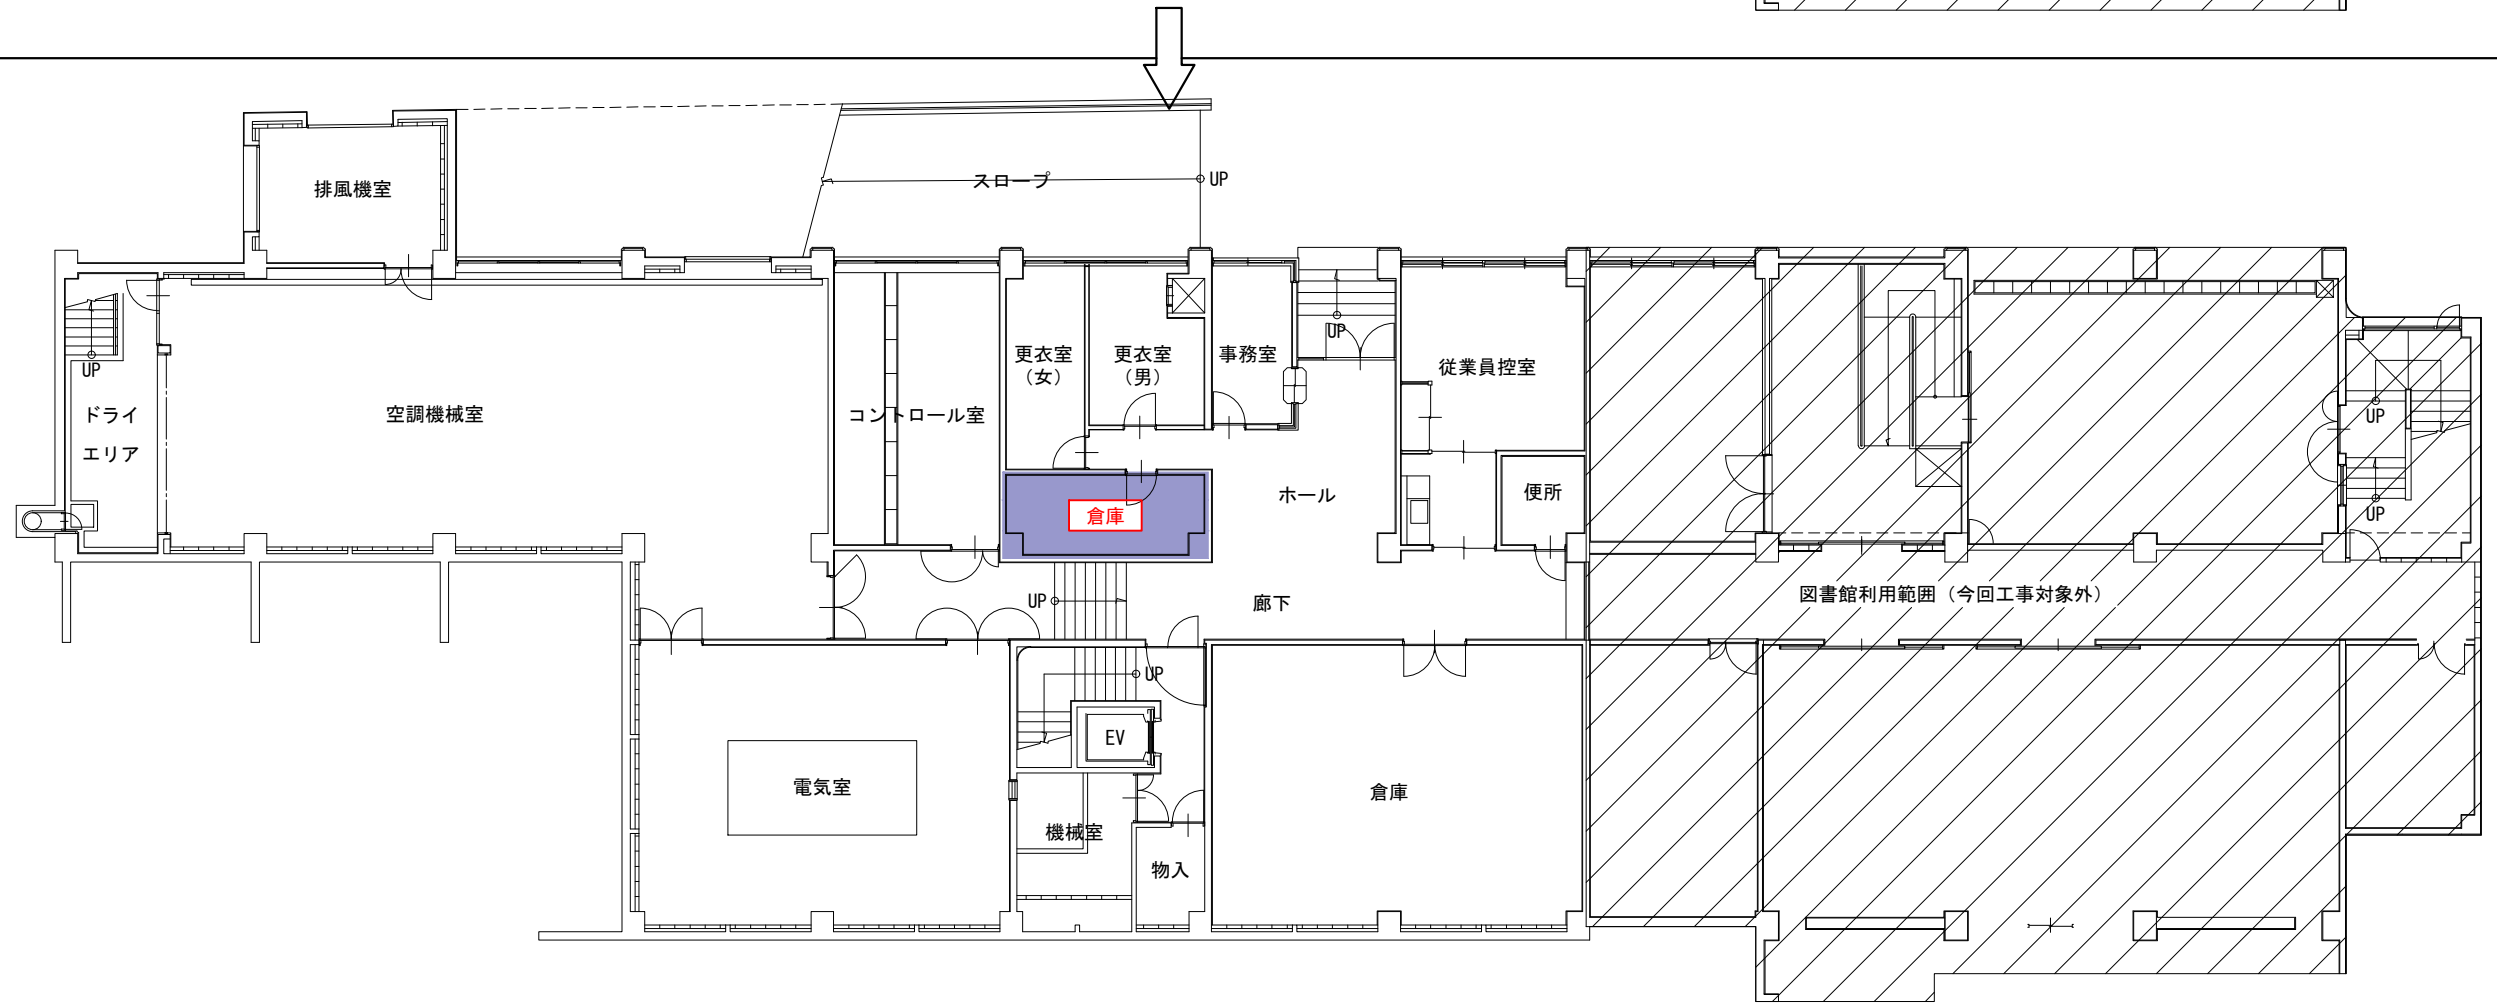 排風機室
スロープ
UP
UP
UP
更衣室
（女）
更衣室
（男）
事務室
従業員控室
ドライ
エリア
空調機械室
コントロール室
UP
倉庫
ホール
便所
UP
UP
廊下
図書館利用範囲（今回工事対象外）
UP
EV
電気室
機械室
物入
倉庫